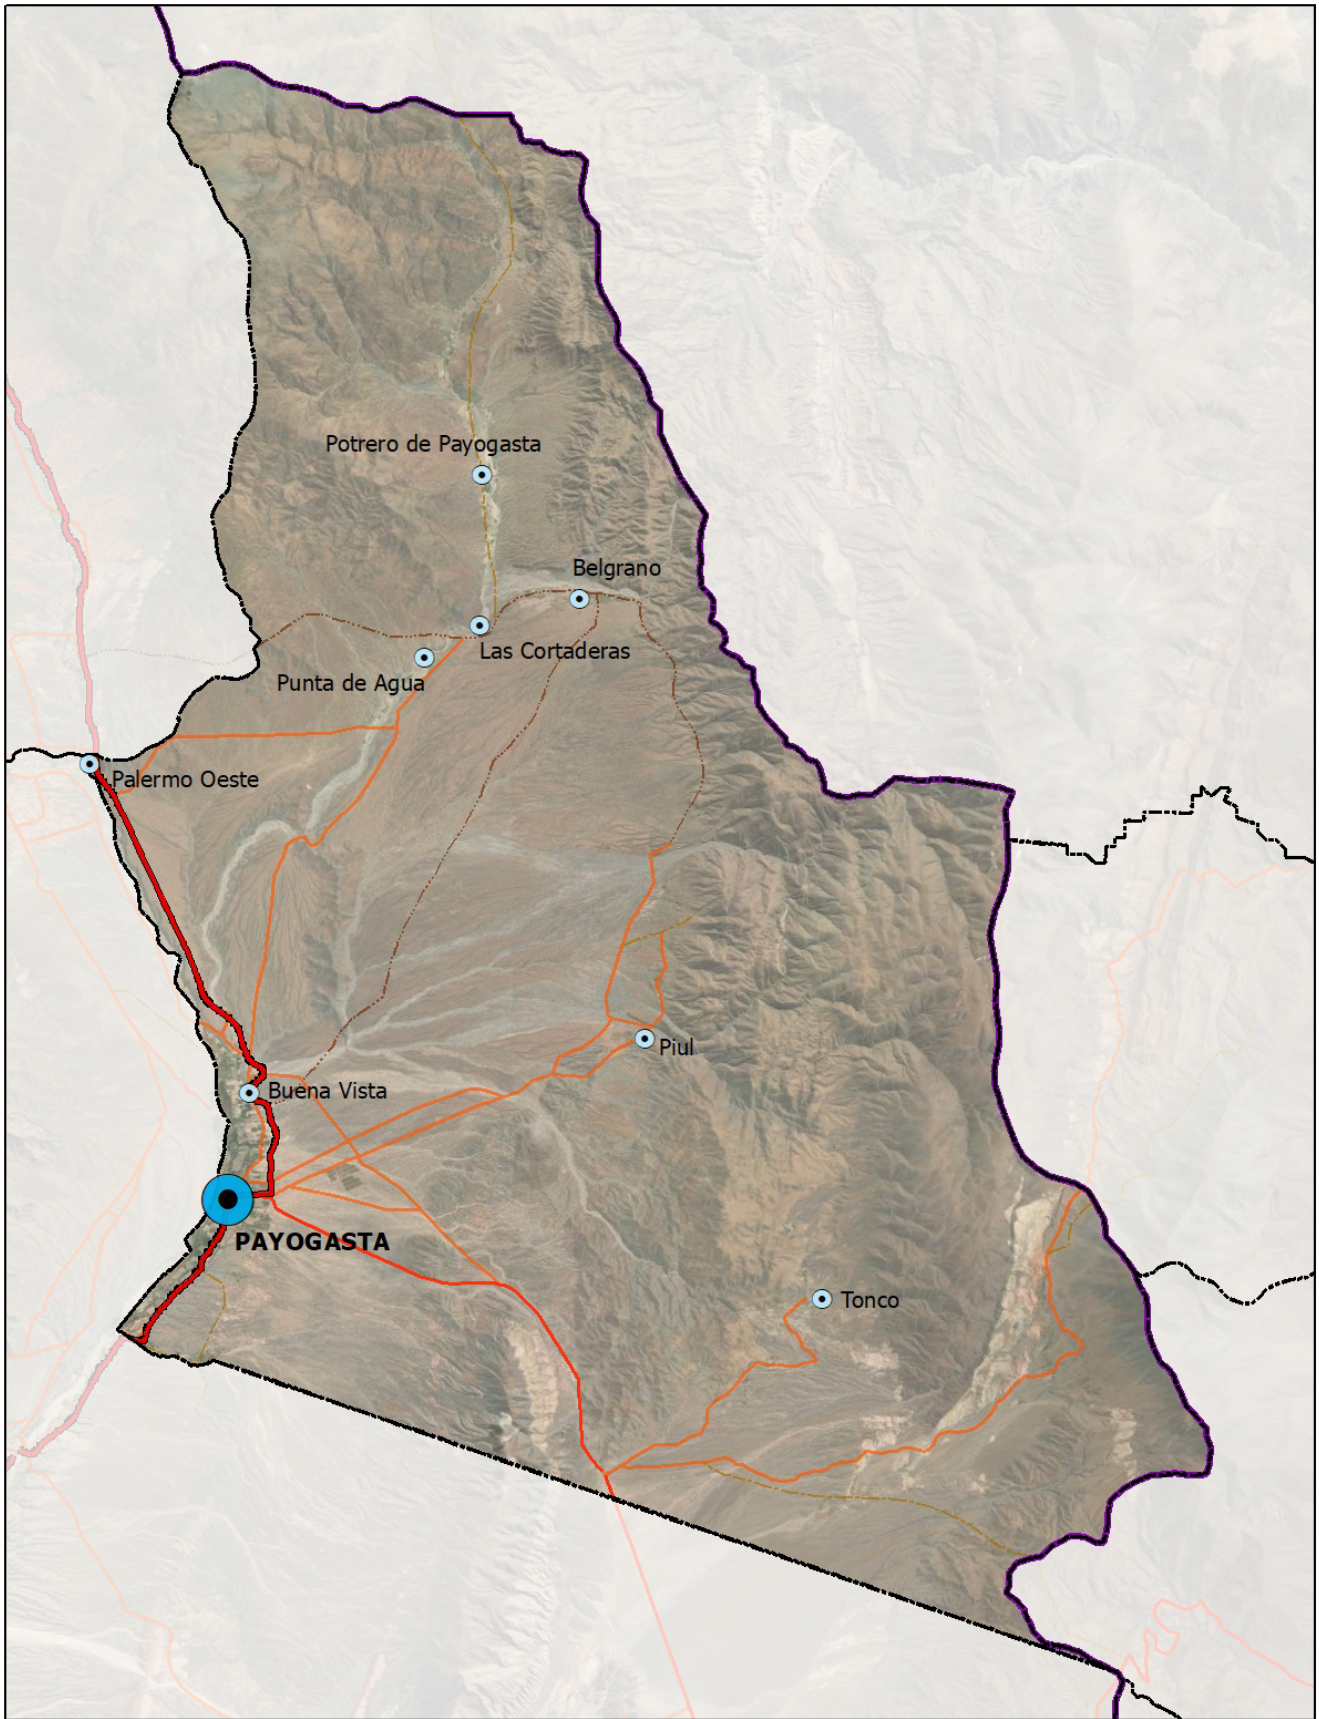 Potrero de Payogasta
Belgrano
Las Cortaderas
Punta de Agua
Palermo Oeste
Piul
Buena Vista
PAYOGASTA
Tonco